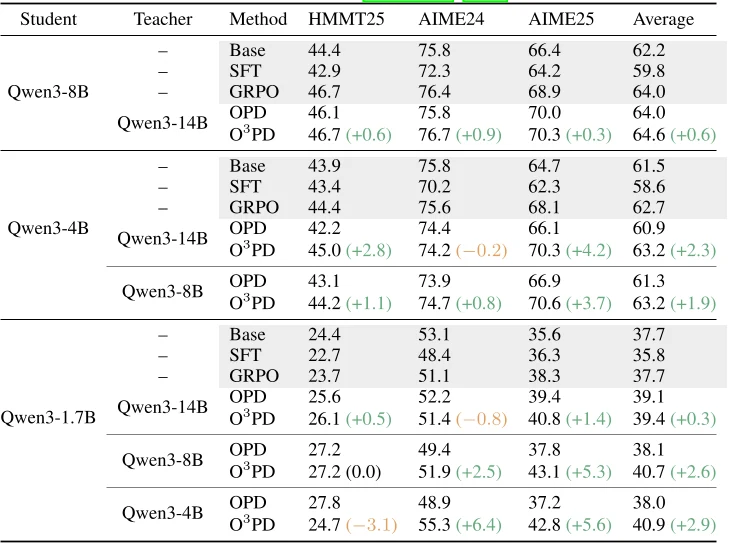 Student Teacher Method HMMT25 AIME24 AIME25 Average
– Base 44.4 75.8 66.4 62.2
– SFT 42.9 72.3 64.2 59.8
Qwen3-8B – GRPO 46.7 76.4 68.9 64.0
Qwen3-14B OPD 46.1 75.8 70.0 64.0
O³PD 46.7 (+0.6) 76.7 (+0.9) 70.3 (+0.3) 64.6 (+0.6)
– Base 43.9 75.8 64.7 61.5
– SFT 43.4 70.2 62.3 58.6
– GRPO 44.4 75.6 68.1 62.7
Qwen3-4B Qwen3-14B OPD 42.2 74.4 66.1 60.9
O³PD 45.0 (+2.8) 74.2 (−0.2) 70.3 (+4.2) 63.2 (+2.3)
Qwen3-8B OPD 43.1 73.9 66.9 61.3
O³PD 44.2 (+1.1) 74.7 (+0.8) 70.6 (+3.7) 63.2 (+1.9)
– Base 24.4 53.1 35.6 37.7
– SFT 22.7 48.4 36.3 35.8
– GRPO 23.7 51.1 38.3 37.7
Qwen3-1.7B Qwen3-14B OPD 25.6 52.2 39.4 39.1
O³PD 26.1 (+0.5) 51.4 (−0.8) 40.8 (+1.4) 39.4 (+0.3)
Qwen3-8B OPD 27.2 49.4 37.8 38.1
O³PD 27.2 (0.0) 51.9 (+2.5) 43.1 (+5.3) 40.7 (+2.6)
Qwen3-4B OPD 27.8 48.9 37.2 38.0
O³PD 24.7 (−3.1) 55.3 (+6.4) 42.8 (+5.6) 40.9 (+2.9)